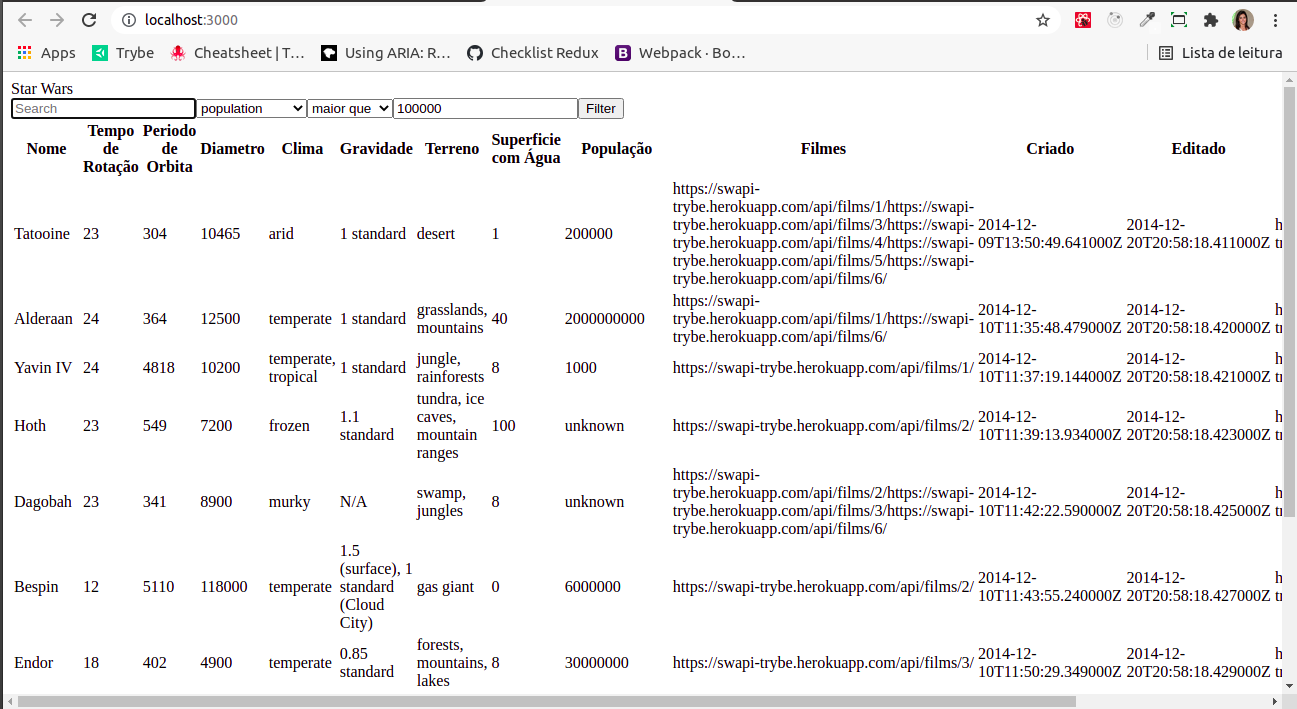 localhost:3000
Apps Trybe Cheatsheet | T… Using ARIA: R… Checklist Redux Webpack · Bo… Lista de leitura
Star Wars
Search population maior que 100000 Filter
Nome Tempo de Rotação Periodo de Orbita Diametro Clima Gravidade Terreno Superficie com Água População Filmes Criado Editado
Tatooine 23 304 10465 arid 1 standard desert 1 200000 https://swapi-trybe.herokuapp.com/api/films/1/https://swapi-trybe.herokuapp.com/api/films/3/https://swapi-trybe.herokuapp.com/api/films/4/https://swapi-trybe.herokuapp.com/api/films/5/https://swapi-trybe.herokuapp.com/api/films/6/ 2014-12-09T13:50:49.641000Z 2014-12-20T20:58:18.411000Z
Alderaan 24 364 12500 temperate 1 standard grasslands, mountains 40 2000000000 https://swapi-trybe.herokuapp.com/api/films/1/https://swapi-trybe.herokuapp.com/api/films/6/ 2014-12-10T11:35:48.479000Z 2014-12-20T20:58:18.420000Z
Yavin IV 24 4818 10200 temperate, tropical 1 standard jungle, rainforests 8 1000 https://swapi-trybe.herokuapp.com/api/films/1/ 2014-12-10T11:37:19.144000Z 2014-12-20T20:58:18.421000Z
Hoth 23 549 7200 frozen 1.1 standard tundra, ice caves, mountain ranges 100 unknown https://swapi-trybe.herokuapp.com/api/films/2/ 2014-12-10T11:39:13.934000Z 2014-12-20T20:58:18.423000Z
Dagobah 23 341 8900 murky N/A swamp, jungles 8 unknown https://swapi-trybe.herokuapp.com/api/films/2/https://swapi-trybe.herokuapp.com/api/films/3/https://swapi-trybe.herokuapp.com/api/films/6/ 2014-12-10T11:42:22.590000Z 2014-12-20T20:58:18.425000Z
Bespin 12 5110 118000 temperate 1.5 (surface), 1 standard (Cloud City) gas giant 0 6000000 https://swapi-trybe.herokuapp.com/api/films/2/ 2014-12-10T11:43:55.240000Z 2014-12-20T20:58:18.427000Z
Endor 18 402 4900 temperate 0.85 standard forests, mountains, lakes 8 30000000 https://swapi-trybe.herokuapp.com/api/films/3/ 2014-12-10T11:50:29.349000Z 2014-12-20T20:58:18.429000Z